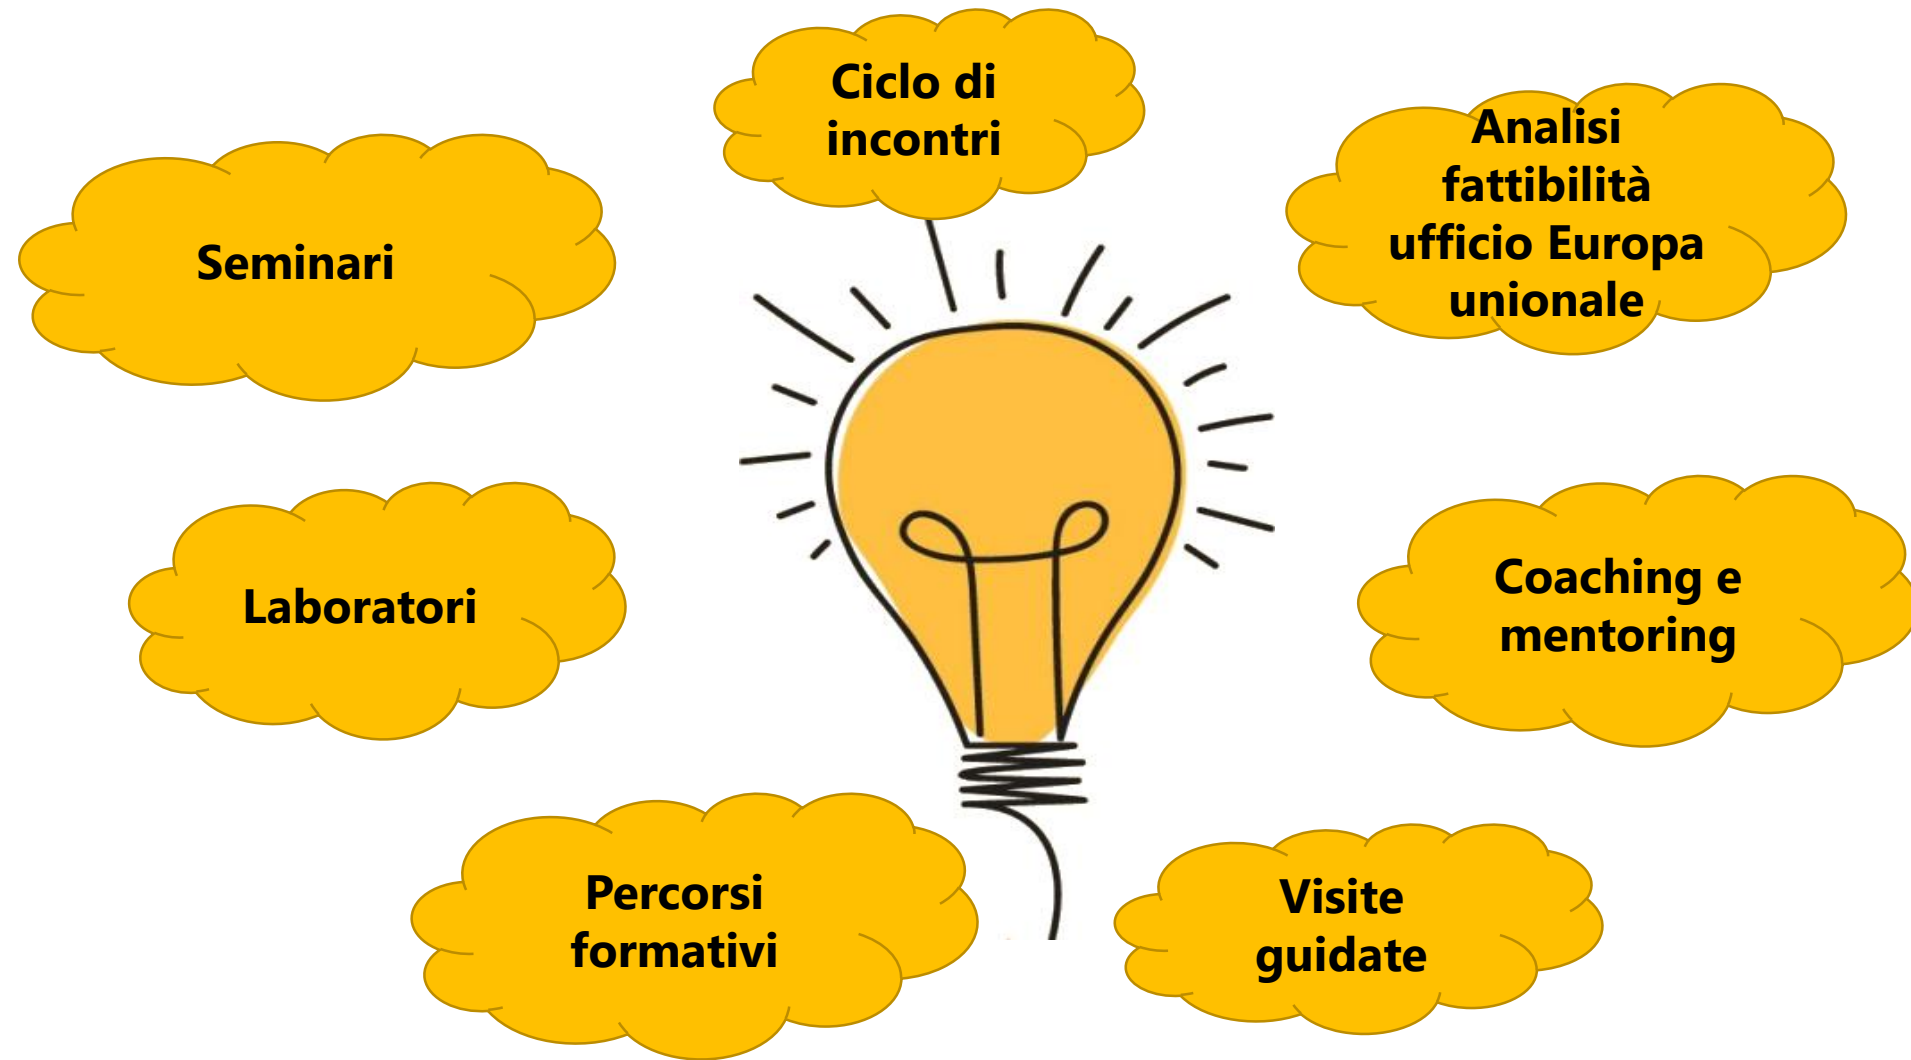 Ciclo di
incontri
Analisi
fattibilità
ufficio Europa
unionale
Seminari
Laboratori
Coaching e
mentoring
Percorsi
formativi
Visite
guidate